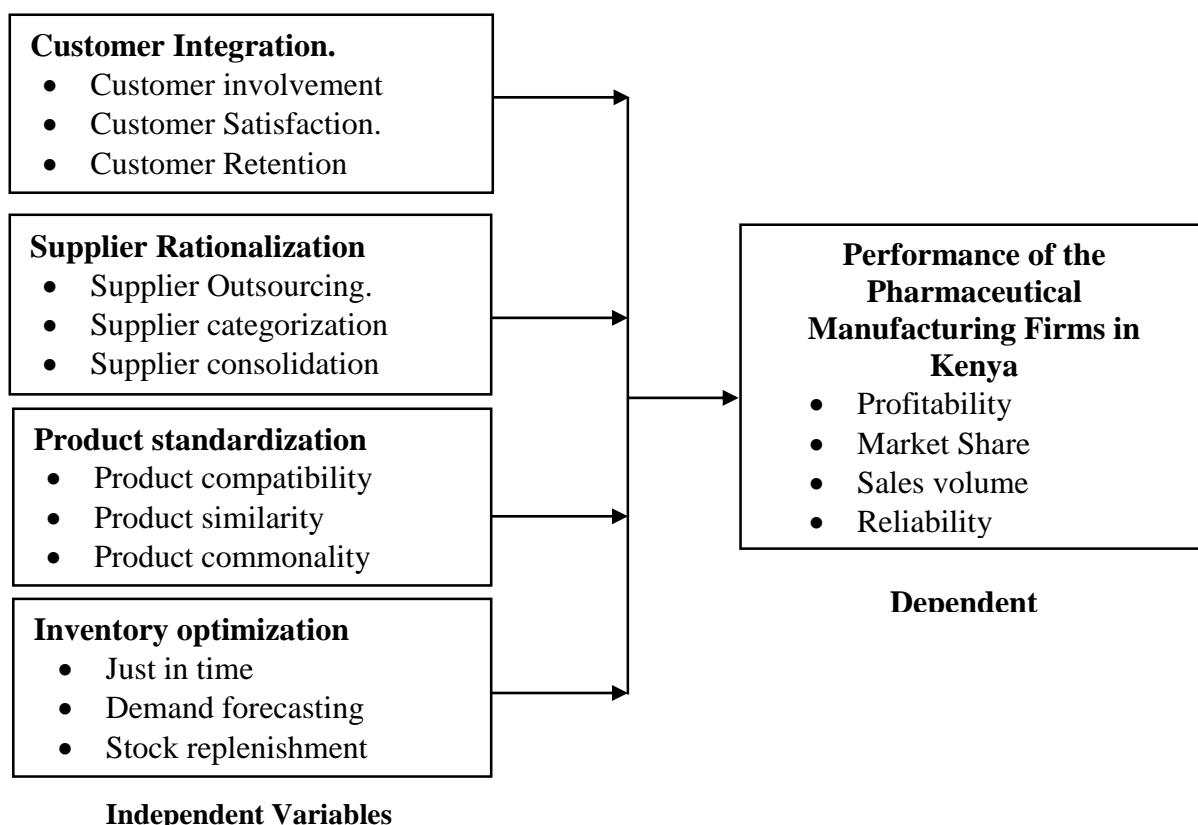 Customer Integration.
• Customer involvement
• Customer Satisfaction.
• Customer Retention
Supplier Rationalization
• Supplier Outsourcing.
• Supplier categorization
• Supplier consolidation
Product standardization
• Product compatibility
• Product similarity
• Product commonality
Inventory optimization
• Just in time
• Demand forecasting
• Stock replenishment
Independent Variables
Performance of the
Pharmaceutical
Manufacturing Firms in
Kenya
• Profitability
• Market Share
• Sales volume
• Reliability
Dependent